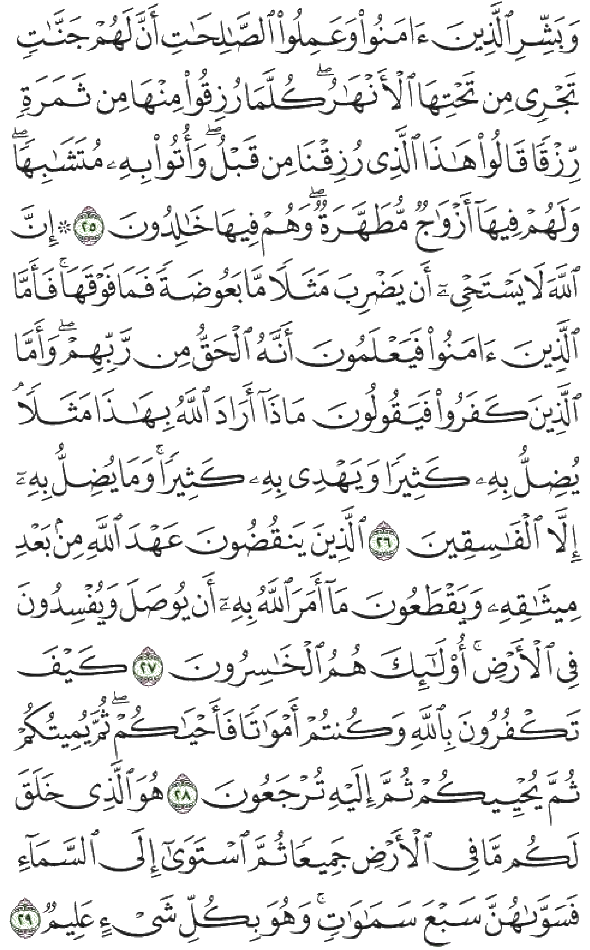 وَبَشِّرِ ٱلَّذِينَ ءَامَنُوا۟ وَعَمِلُوا۟ ٱلصَّـٰلِحَـٰتِ أَنَّ لَهُمْ جَنَّـٰتٍ
تَجْرِى مِن تَحْتِهَا ٱلْأَنْهَـٰرُ ۖ كُلَّمَا رُزِقُوا۟ مِنْهَا مِن ثَمَرَةٍ
رِّزْقًا قَالُوا۟ هَـٰذَا ٱلَّذِى رُزِقْنَا مِن قَبْلُ ۖ وَأُتُوا۟ بِهِۦ مُتَشَـٰبِهًا ۖ
وَلَهُمْ فِيهَآ أَزْوَٰجٌ مُّطَهَّرَةٌ ۖ وَهُمْ فِيهَا خَـٰلِدُونَ ٢٥ ۞ إِنَّ
ٱللَّهَ لَا يَسْتَحْىِۦٓ أَن يَضْرِبَ مَثَلًا مَّا بَعُوضَةً فَمَا فَوْقَهَا ۚ فَأَمَّا
ٱلَّذِينَ ءَامَنُوا۟ فَيَعْلَمُونَ أَنَّهُ ٱلْحَقُّ مِن رَّبِّهِمْ ۖ وَأَمَّا
ٱلَّذِينَ كَفَرُوا۟ فَيَقُولُونَ مَاذَآ أَرَادَ ٱللَّهُ بِهَـٰذَا مَثَلًا ۘ
يُضِلُّ بِهِۦ كَثِيرًا وَيَهْدِى بِهِۦ كَثِيرًا ۚ وَمَا يُضِلُّ بِهِۦٓ
إِلَّا ٱلْفَـٰسِقِينَ ٢٦ ٱلَّذِينَ يَنقُضُونَ عَهْدَ ٱللَّهِ مِنۢ بَعْدِ
مِيثَـٰقِهِۦ وَيَقْطَعُونَ مَآ أَمَرَ ٱللَّهُ بِهِۦٓ أَن يُوصَلَ وَيُفْسِدُونَ
فِى ٱلْأَرْضِ ۚ أُو۟لَـٰٓئِكَ هُمُ ٱلْخَـٰسِرُونَ ٢٧ كَيْفَ
تَكْفُرُونَ بِٱللَّهِ وَكُنتُمْ أَمْوَٰتًا فَأَحْيَـٰكُمْ ۖ ثُمَّ يُمِيتُكُمْ
ثُمَّ يُحْيِيكُمْ ثُمَّ إِلَيْهِ تُرْجَعُونَ ٢٨ هُوَ ٱلَّذِى خَلَقَ
لَكُم مَّا فِى ٱلْأَرْضِ جَمِيعًا ثُمَّ ٱسْتَوَىٰٓ إِلَى ٱلسَّمَآءِ
فَسَوَّىٰهُنَّ سَبْعَ سَمَـٰوَٰتٍ ۚ وَهُوَ بِكُلِّ شَىْءٍ عَلِيمٌ ٢٩